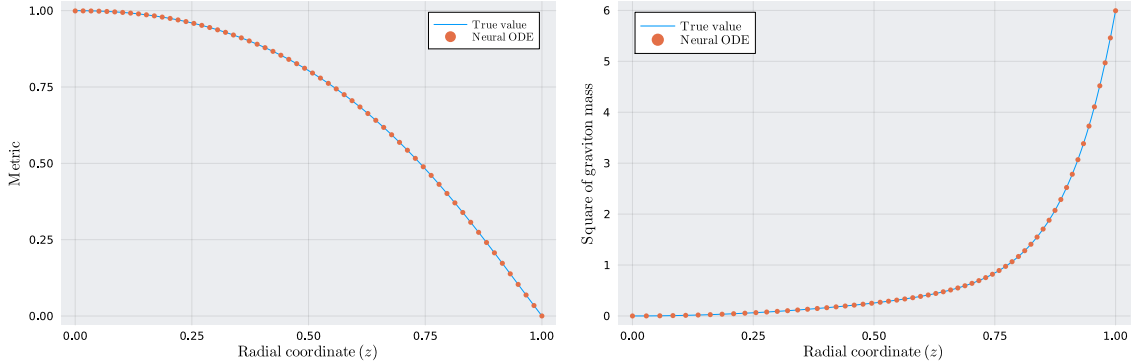 1.00
0.75
0.50
0.25
0.00
Metric
0.00
0.25
0.50
0.75
1.00
Radial coordinate (z)
True value
Neural ODE
6
5
4
3
2
1
0
Square of graviton mass
0.00
0.25
0.50
0.75
1.00
Radial coordinate (z)
True value
Neural ODE